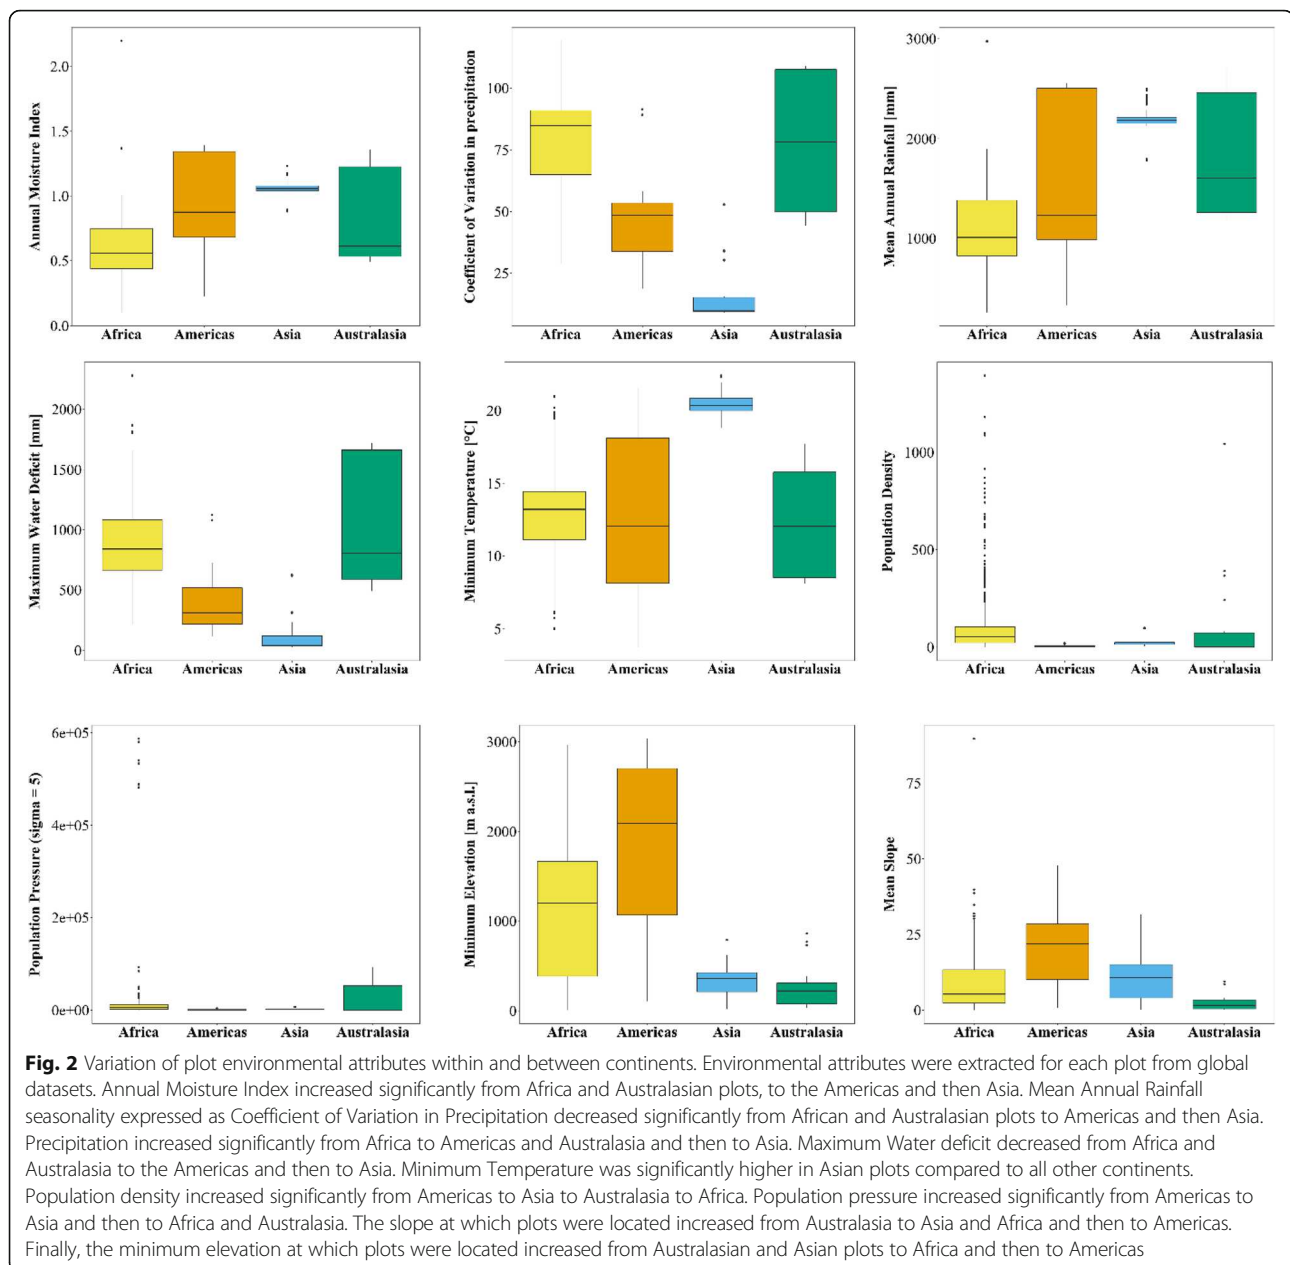 2.0
1.5
1.0
0.5
0.0
Annual Moisture Index
Africa Americas Asia Australasia
100
75
50
25
Coefficient of Variation in precipitation
Africa Americas Asia Australasia
3000
2000
1000
Mean Annual Rainfall [mm]
Africa Americas Asia Australasia
2000
1500
1000
500
0
Maximum Water Deficit [mm]
Africa Americas Asia Australasia
20
15
10
5
Minimum Temperature [°C]
Africa Americas Asia Australasia
1000
500
0
Population Density
Africa Americas Asia Australasia
6e+05
4e+05
2e+05
0e+00
Population Pressure (sigma = 5)
Africa Americas Asia Australasia
3000
2000
1000
0
Minimum Elevation [m a.s.l.]
Africa Americas Asia Australasia
75
50
25
0
Mean Slope
Africa Americas Asia Australasia
Fig. 2 Variation of plot environmental attributes within and between continents. Environmental attributes were extracted for each plot from global
datasets. Annual Moisture Index increased significantly from Africa and Australasian plots, to the Americas and then Asia. Mean Annual Rainfall
seasonality expressed as Coefficient of Variation in Precipitation decreased significantly from African and Australasian plots to Americas and then Asia.
Precipitation increased significantly from Africa to Americas and Australasia and then to Asia. Maximum Water deficit decreased from Africa and
Australasia to the Americas and then to Asia. Minimum Temperature was significantly higher in Asian plots compared to all other continents.
Population density increased significantly from Americas to Asia to Australasia to Africa. Population pressure increased significantly from Americas to
Asia and then to Africa and Australasia. The slope at which plots were located increased from Australasia to Asia and Africa and then to Americas.
Finally, the minimum elevation at which plots were located increased from Australasian and Asian plots to Africa and then to Americas